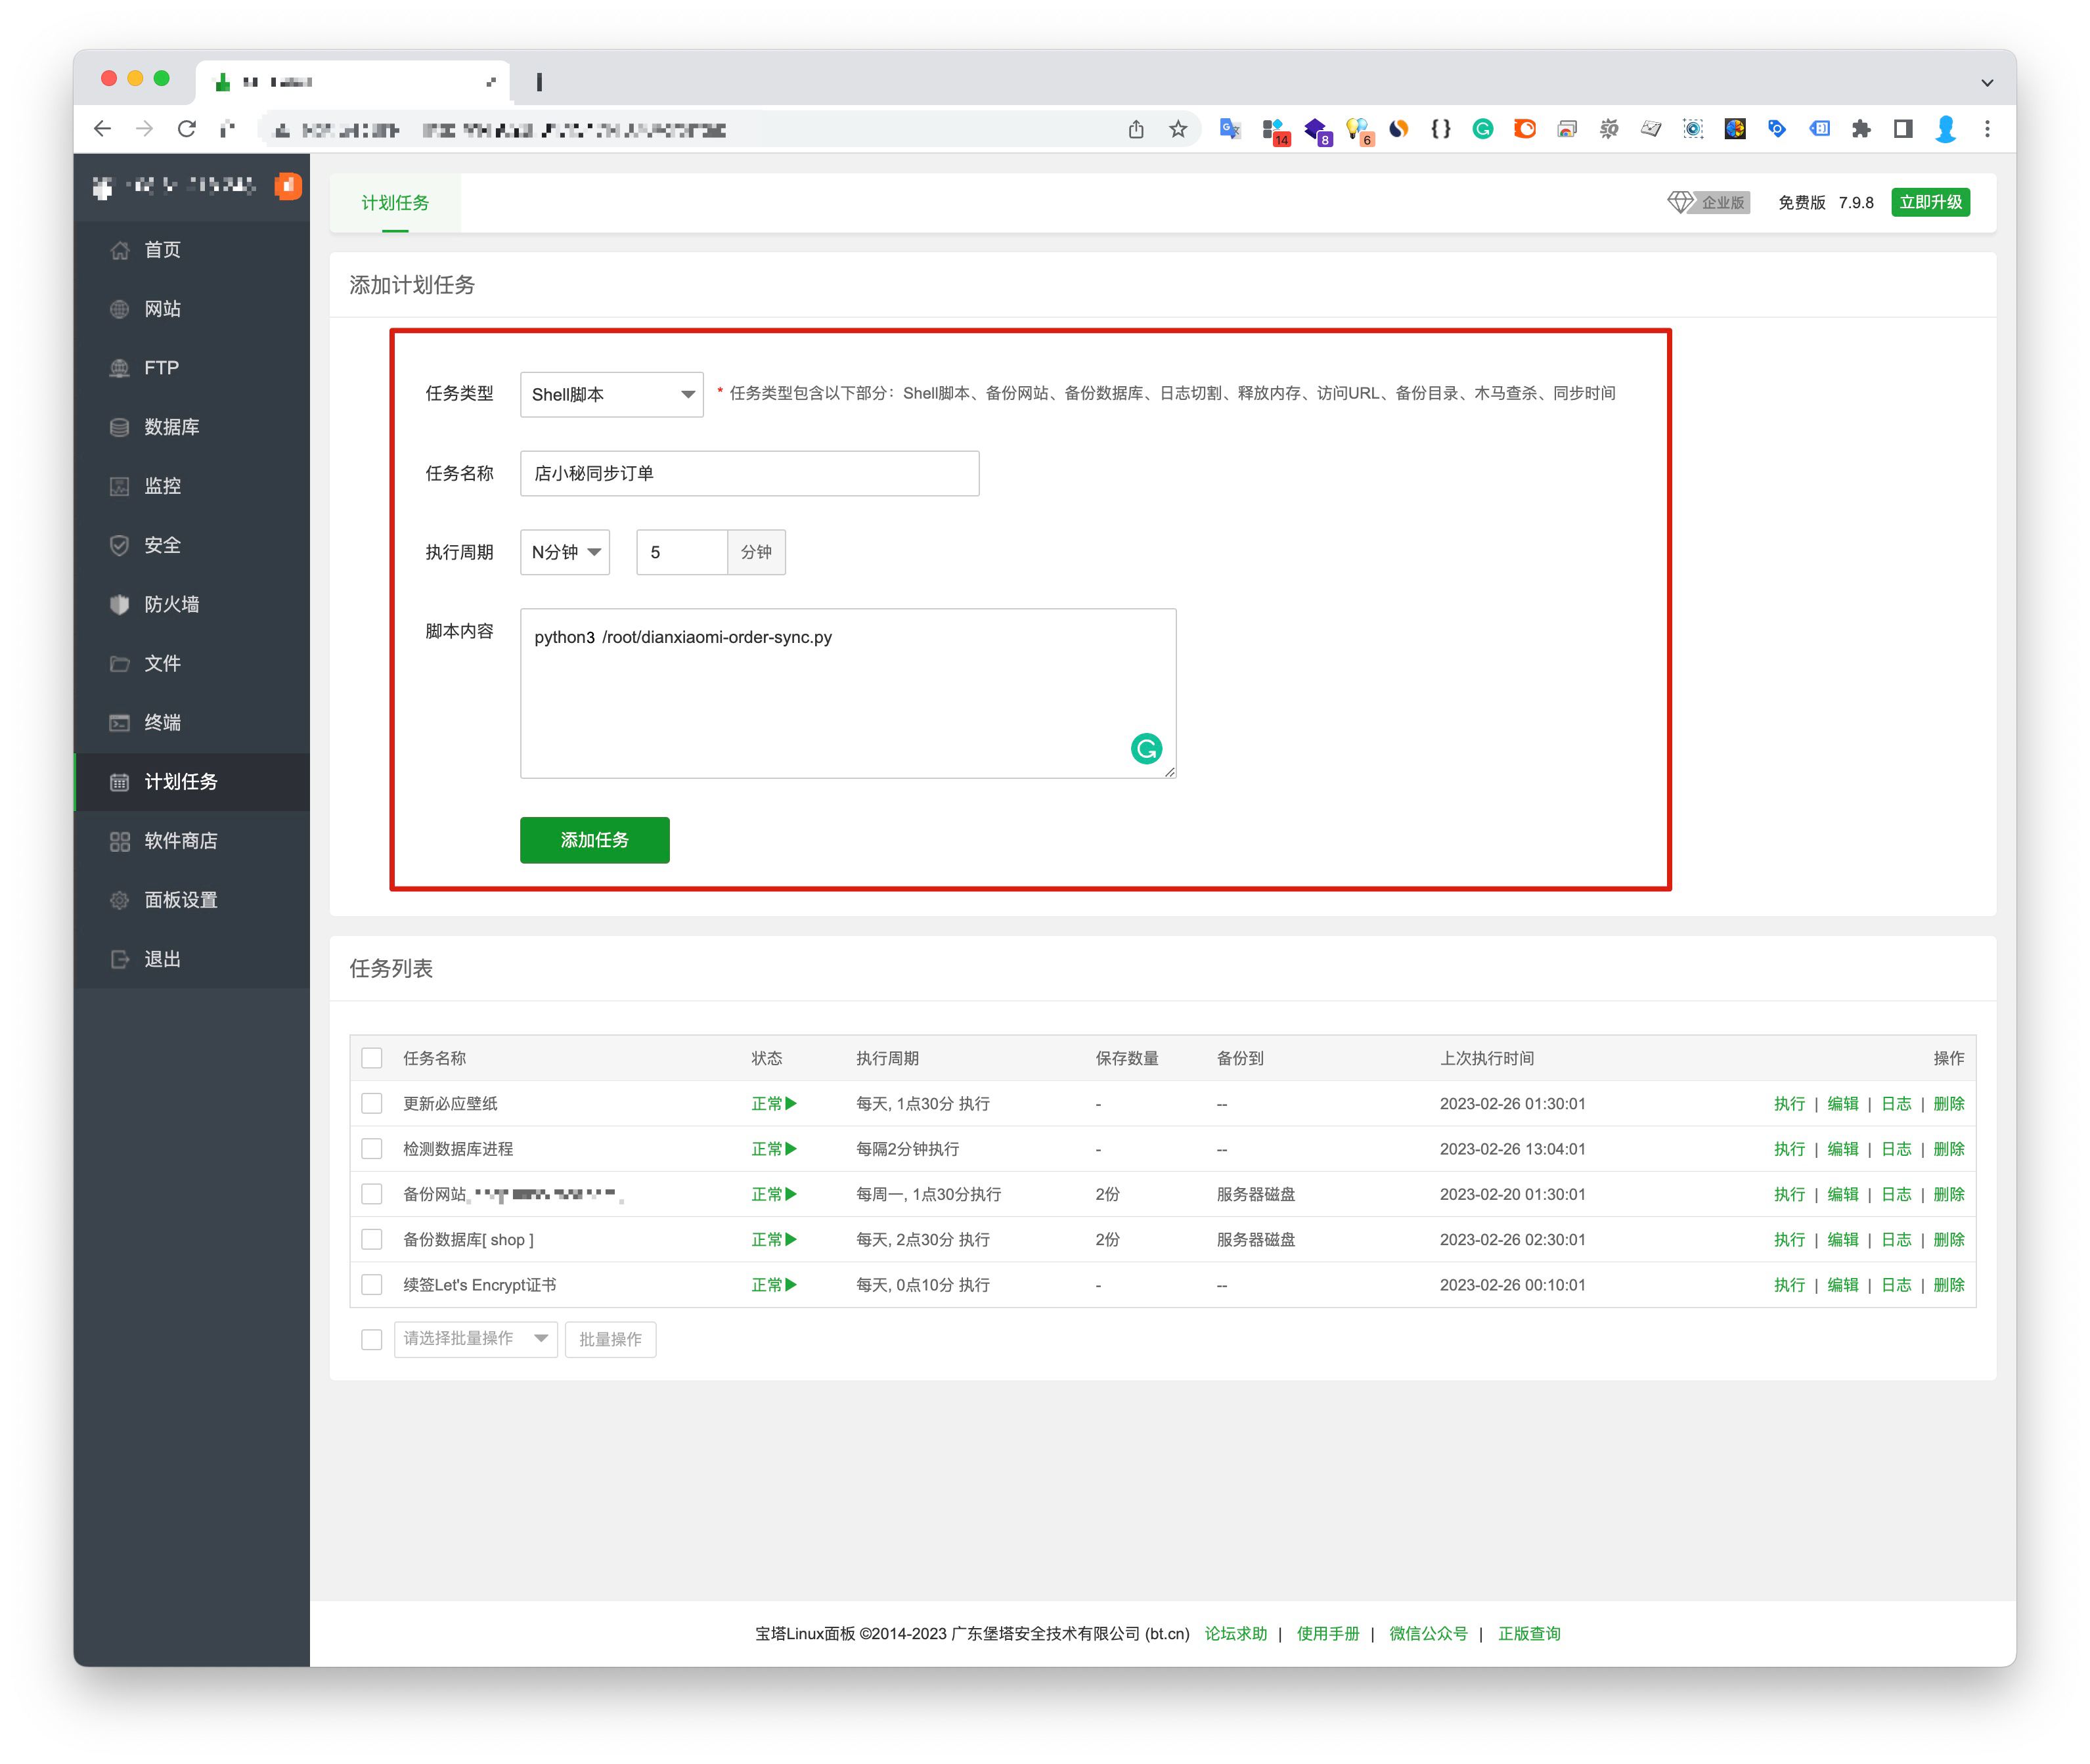 14
8
6
计划任务
企业版 免费版 7.9.8 立即升级
首页
网站
FTP
数据库
监控
安全
防火墙
文件
终端
计划任务
软件商店
面板设置
退出
添加计划任务
任务类型 Shell脚本 * 任务类型包含以下部分：Shell脚本、备份网站、备份数据库、日志切割、释放内存、访问URL、备份目录、木马查杀、同步时间
任务名称 店小秘同步订单
执行周期 N分钟 5 分钟
脚本内容 python3 /root/dianxiaomi-order-sync.py
添加任务
任务列表
任务名称 状态 执行周期 保存数量 备份到 上次执行时间 操作
更新必应壁纸 正常 每天, 1点30分 执行 - -- 2023-02-26 01:30:01 执行 | 编辑 | 日志 | 删除
检测数据库进程 正常 每隔2分钟执行 - -- 2023-02-26 13:04:01 执行 | 编辑 | 日志 | 删除
备份网站 正常 每周一, 1点30分执行 2份 服务器磁盘 2023-02-20 01:30:01 执行 | 编辑 | 日志 | 删除
备份数据库[ shop ] 正常 每天, 2点30分 执行 2份 服务器磁盘 2023-02-26 02:30:01 执行 | 编辑 | 日志 | 删除
续签Let's Encrypt证书 正常 每天, 0点10分 执行 - -- 2023-02-26 00:10:01 执行 | 编辑 | 日志 | 删除
请选择批量操作 批量操作
宝塔Linux面板 ©2014-2023 广东堡塔安全技术有限公司 (bt.cn) 论坛求助 | 使用手册 | 微信公众号 | 正版查询